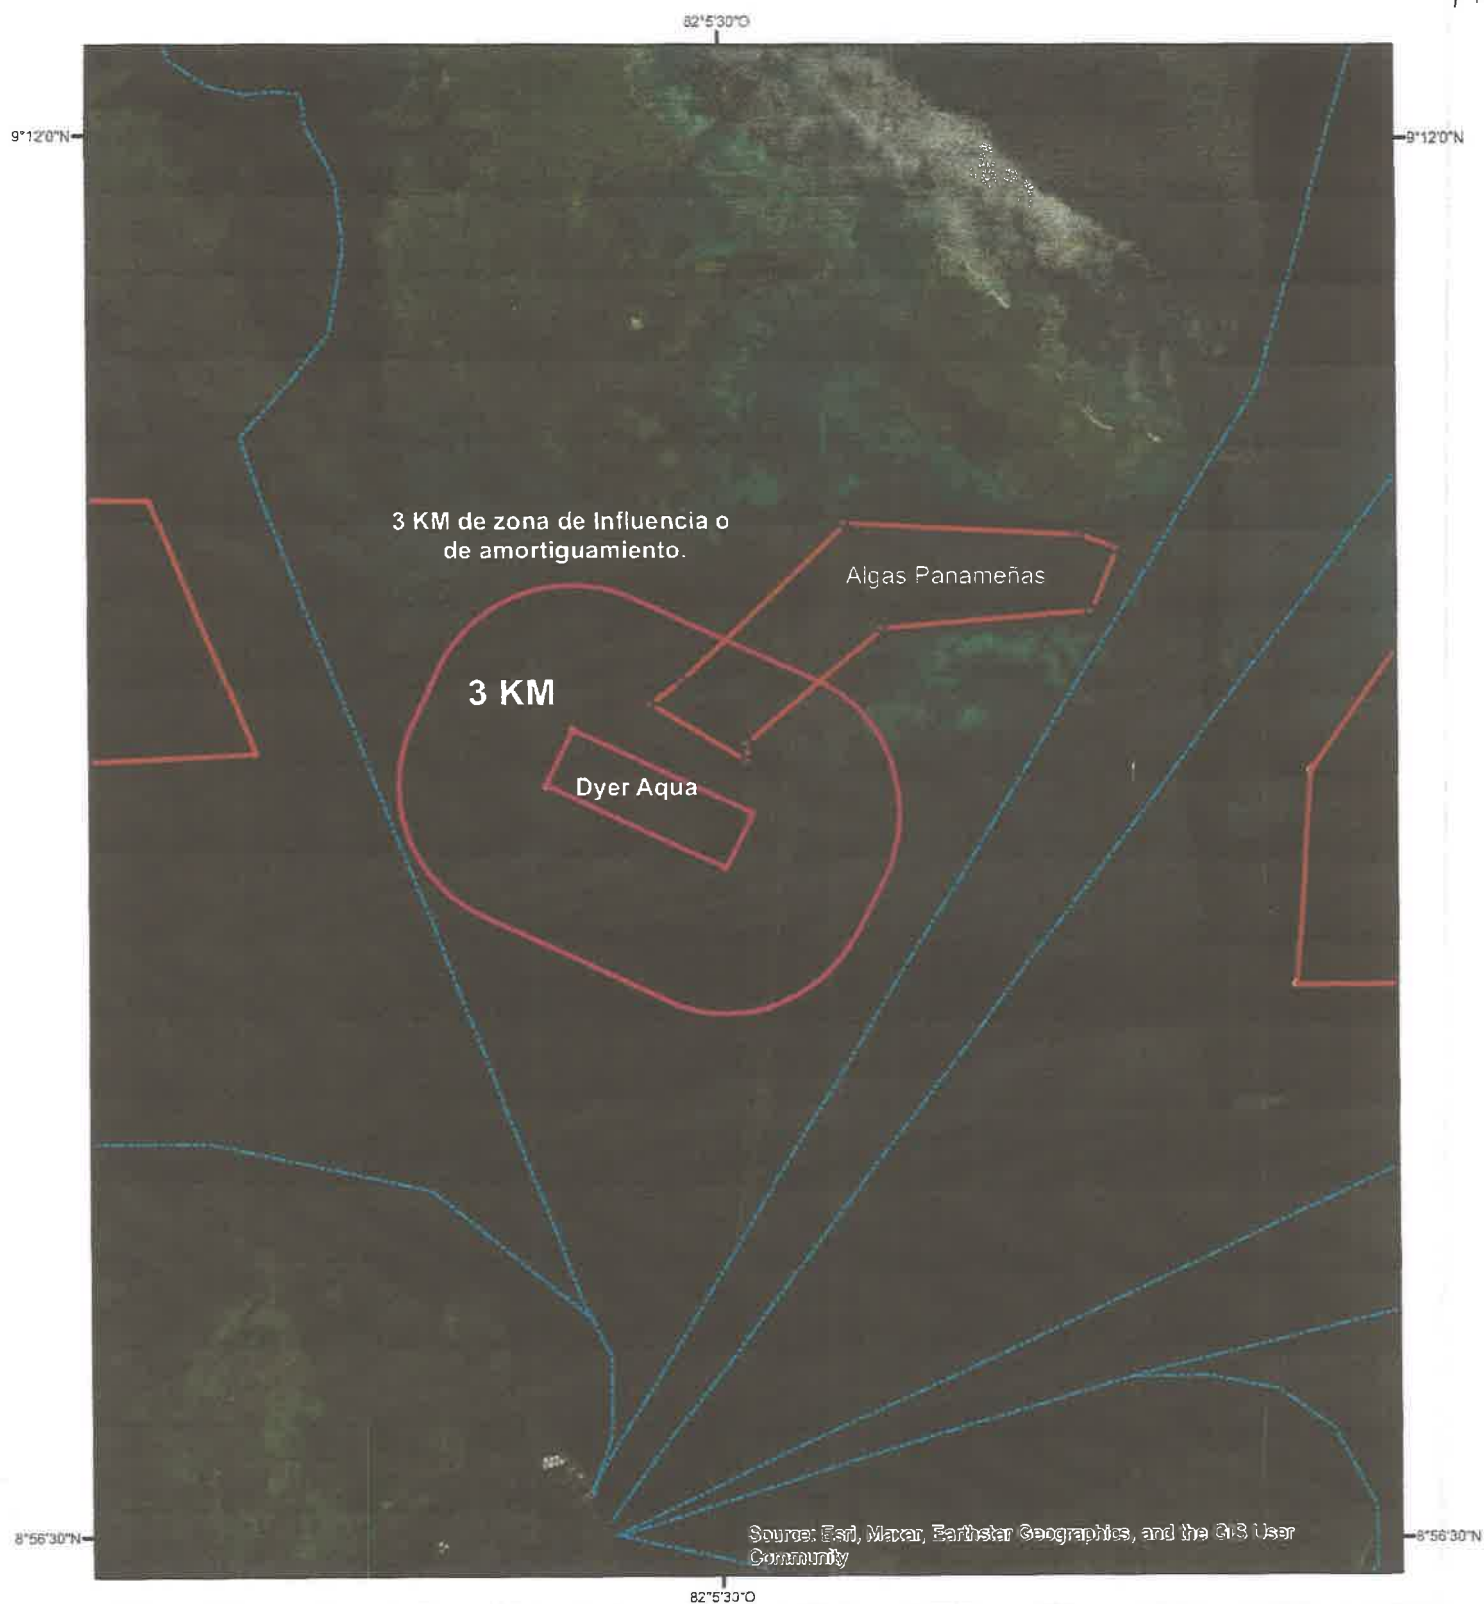 82°5'30"O
9°12'0"N
9°12'0"N
3 KM de zona de Influencia o
de amortiguamiento.
Algas Panameñas
3 KM
Dyer Aqua
Source: Esri, Maxar, Earthstar Geographics, and the GIS User
Community
8°56'30"N
8°56'30"N
82°5'30"O